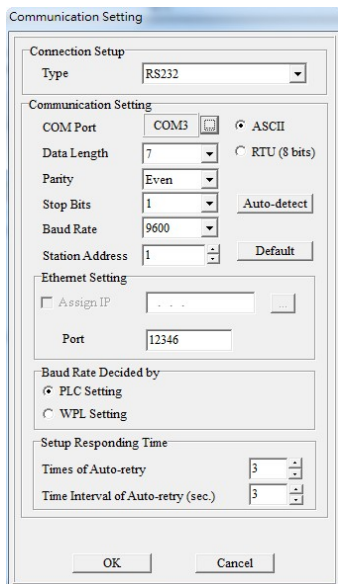 Communication Setting
Connection Setup
Type RS232
Communication Setting
COM Port COM3 ASCII
Data Length 7 RTU (8 bits)
Parity Even
Stop Bits 1 Auto-detect
Baud Rate 9600
Station Address 1 Default
Ethernet Setting
Assign IP . . . ...
Port 12346
Baud Rate Decided by
PLC Setting
WPL Setting
Setup Responding Time
Times of Auto-retry 3
Time Interval of Auto-retry (sec.) 3
OK Cancel